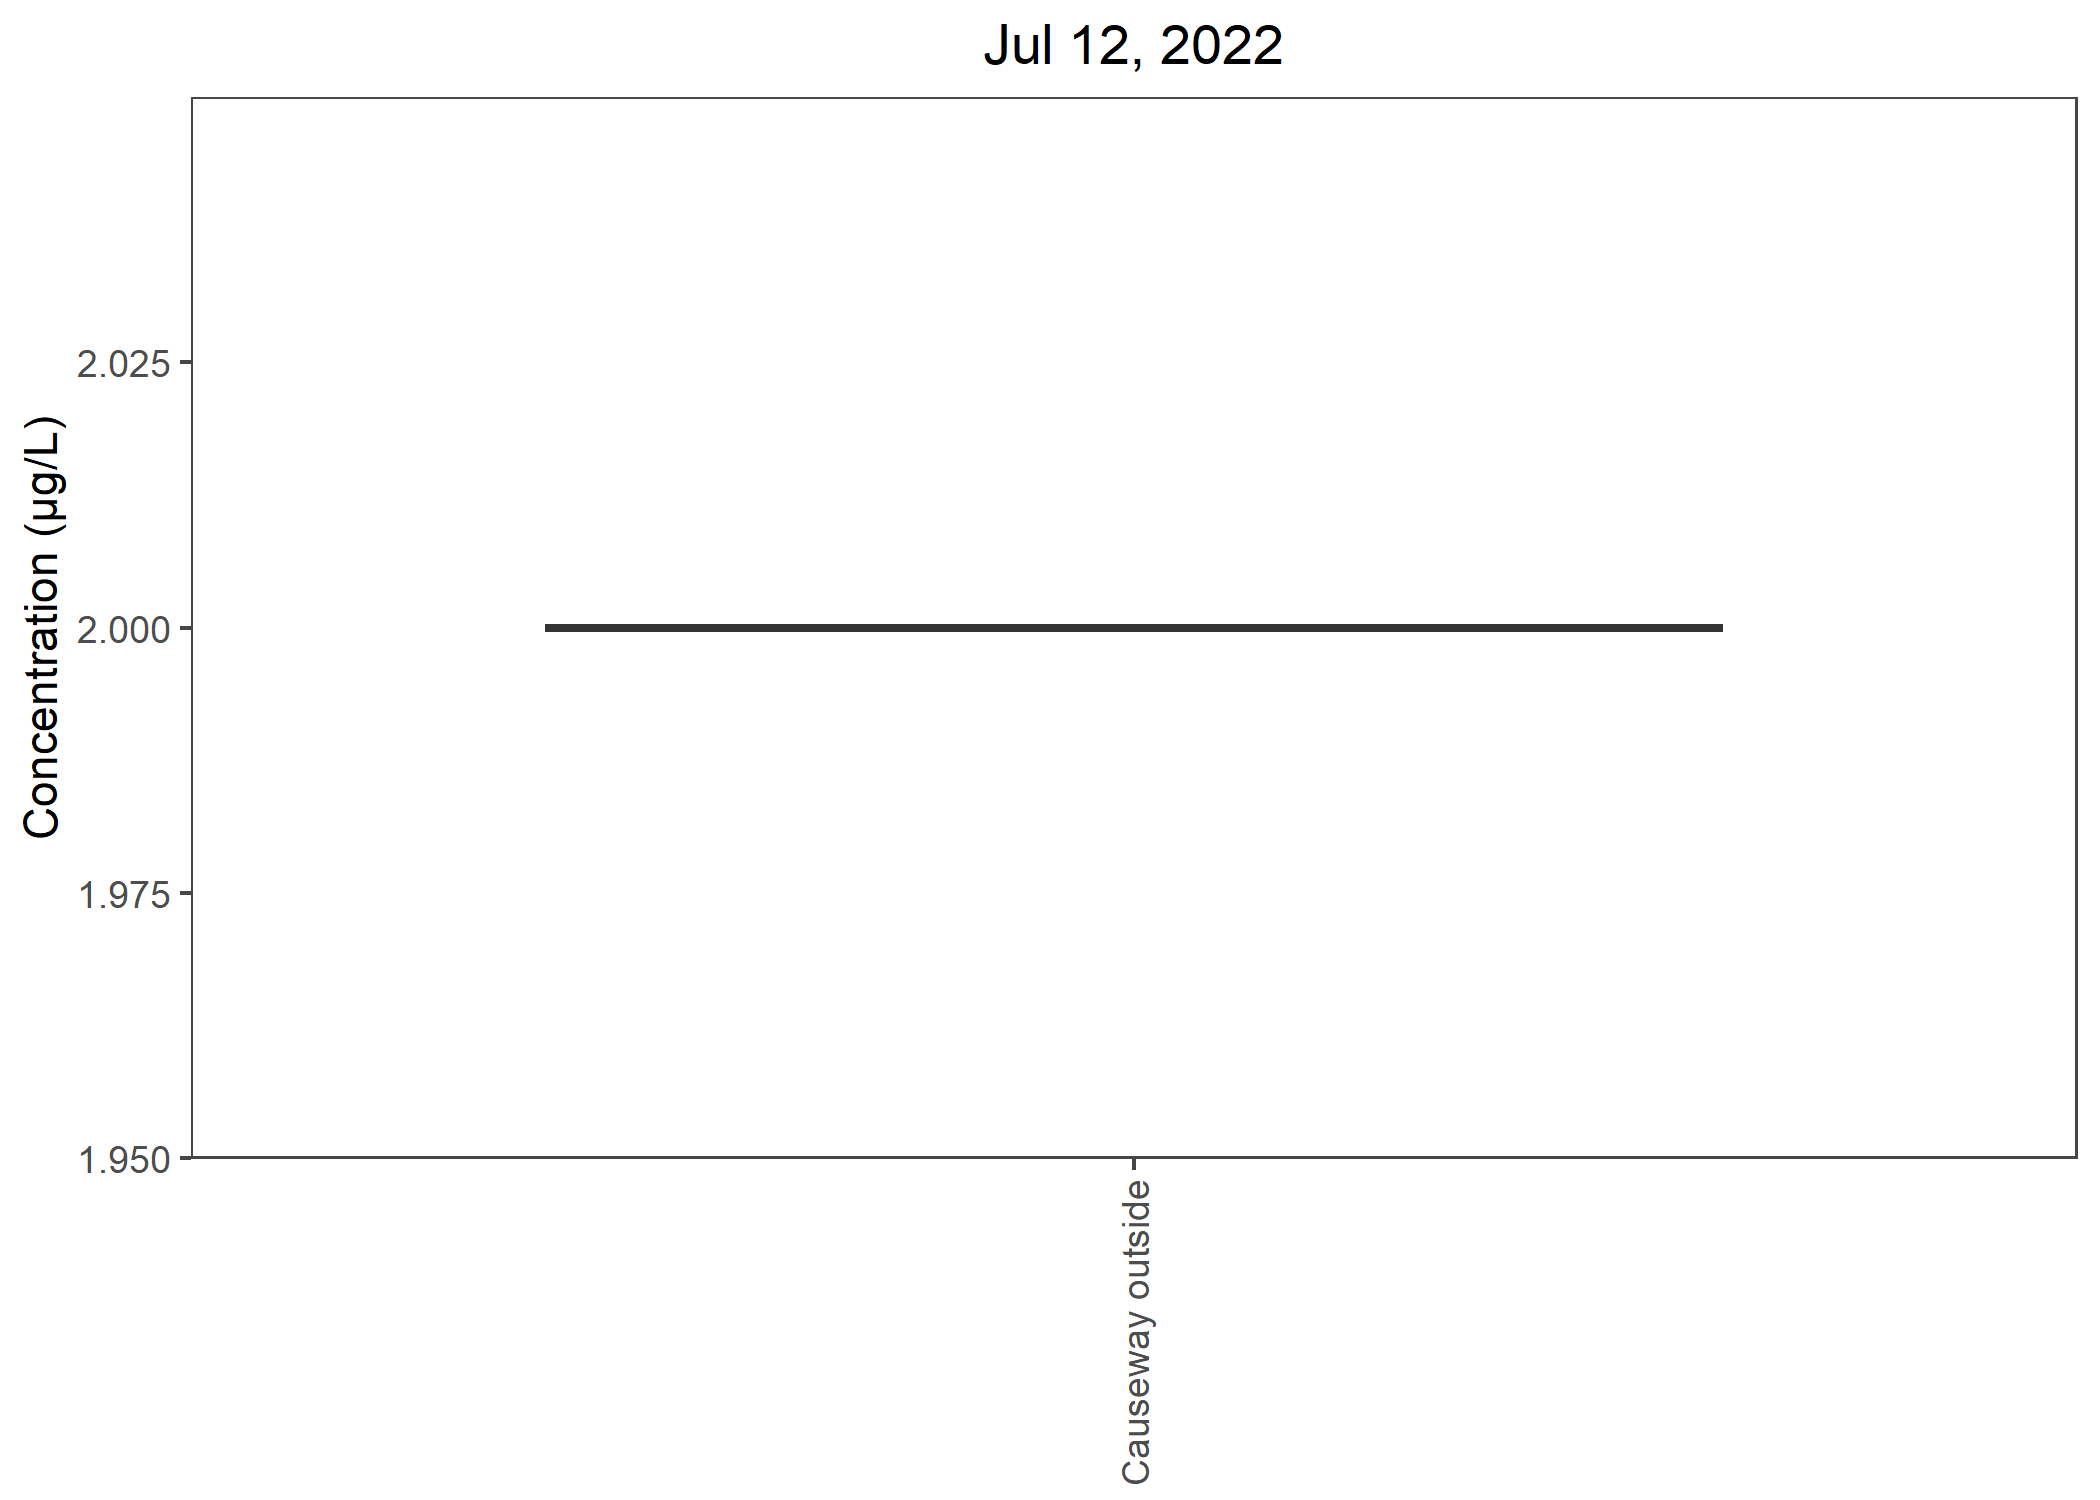 Jul 12, 2022
Concentration (µg/L)
2.025
2.000
1.975
1.950
Causeway outside